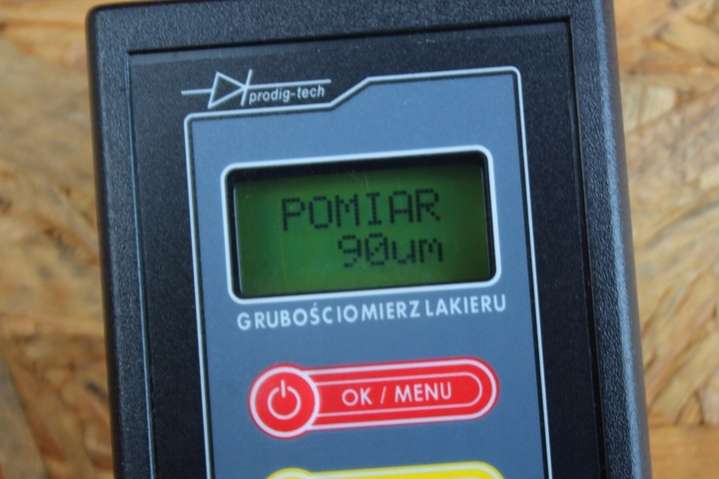 prodig-tech
POMIAR
90um
GRUBOŚCIOMIERZ LAKIERU
OK / MENU